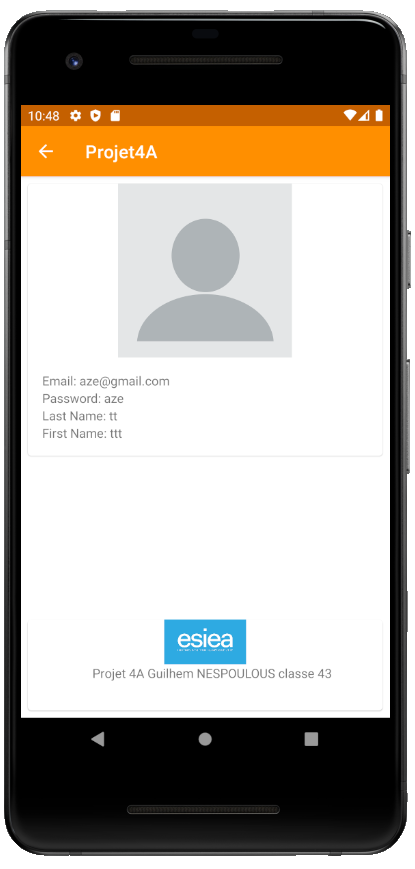 10:48
Projet4A
Email: aze@gmail.com
Password: aze
Last Name: tt
First Name: ttt
esiea
Projet 4A Guilhem NESPOULOUS classe 43